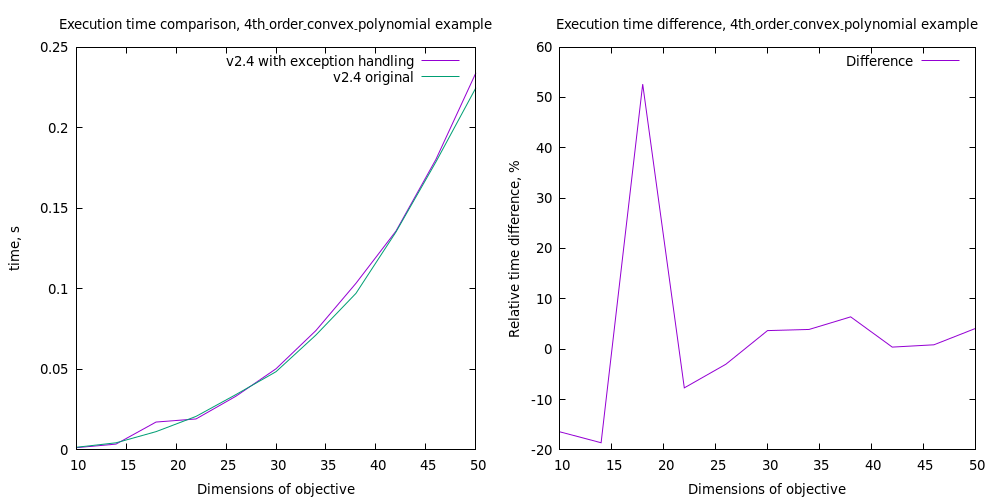 Execution time comparison, 4th_order_convex_polynomial example
0.25
0.2
0.15
0.1
0.05
0
10 15 20 25 30 35 40 45 50
time, s
Dimensions of objective
v2.4 with exception handling
v2.4 original
Execution time difference, 4th_order_convex_polynomial example
60
50
40
30
20
10
0
-10
-20
10 15 20 25 30 35 40 45 50
Relative time difference, %
Dimensions of objective
Difference